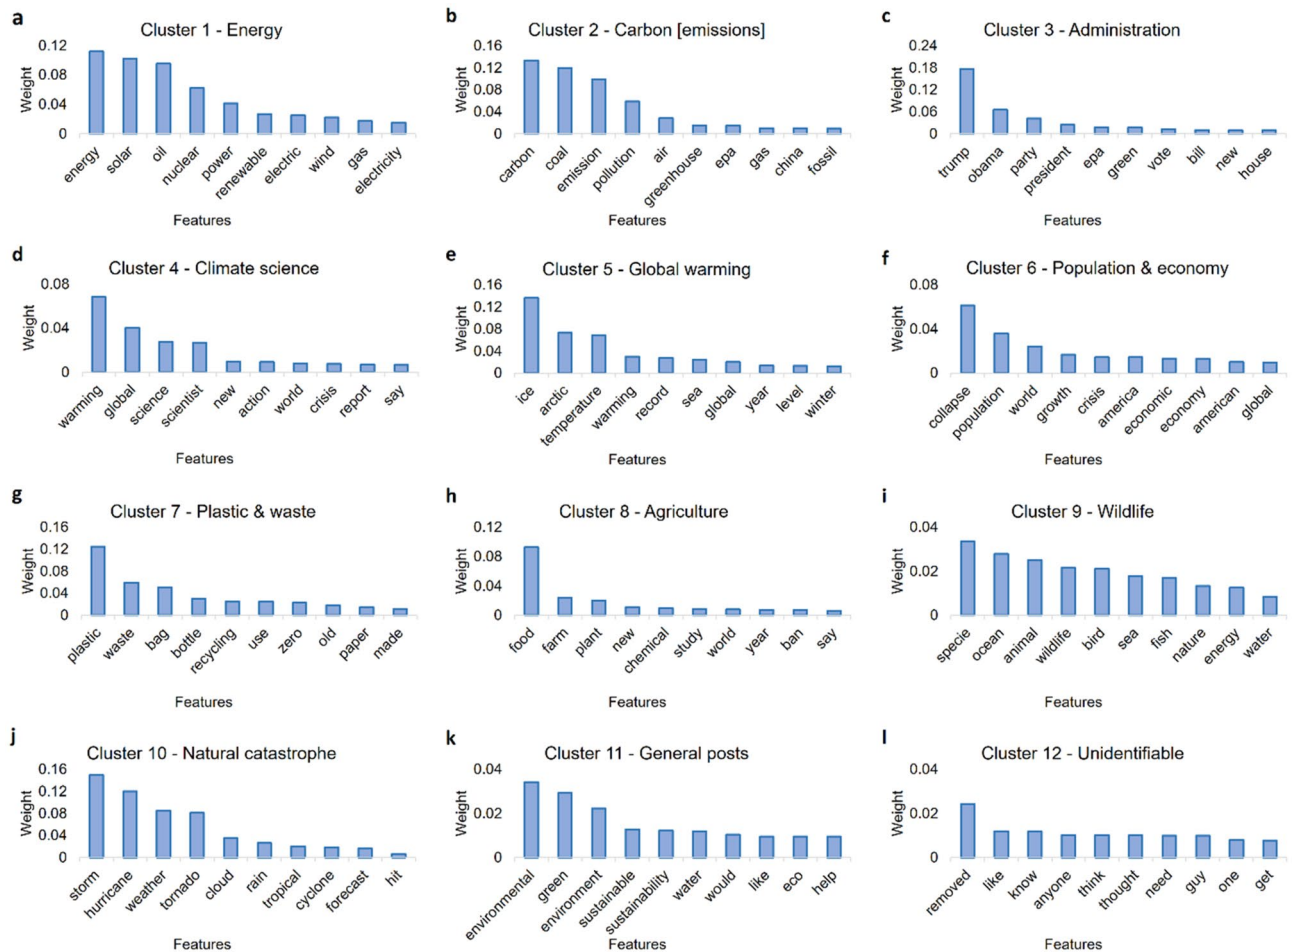 a
Cluster 1 - Energy
Weight
0.12
0.08
0.04
0
energy solar oil nuclear power renewable electric wind gas electricity
Features
b
Cluster 2 - Carbon [emissions]
Weight
0.16
0.12
0.08
0.04
0
carbon coal emission pollution air greenhouse epa gas china fossil
Features
c
Cluster 3 - Administration
Weight
0.24
0.18
0.12
0.06
0
trump obama party president epa green vote bill new house
Features
d
Cluster 4 - Climate science
Weight
0.08
0.04
0
warming global science scientist new action world crisis report say
Features
e
Cluster 5 - Global warming
Weight
0.16
0.12
0.08
0.04
0
ice arctic temperature warming record sea global year level winter
Features
f
Cluster 6 - Population & economy
Weight
0.08
0.04
0
collapse population world growth crisis america economic economy american global
Features
g
Cluster 7 - Plastic & waste
Weight
0.16
0.12
0.08
0.04
0
plastic waste bag bottle recycling use zero old paper made
Features
h
Cluster 8 - Agriculture
Weight
0.12
0.08
0.04
0
food farm plant new chemical study world year ban say
Features
i
Cluster 9 - Wildlife
Weight
0.04
0.02
0
specie ocean animal wildlife bird sea fish nature energy water
Features
j
Cluster 10 - Natural catastrophe
Weight
0.16
0.12
0.08
0.04
0
storm hurricane weather tornado cloud rain tropical cyclone forecast hit
Features
k
Cluster 11 - General posts
Weight
0.04
0.02
0
environmental green environment sustainable sustainability water would like eco help
Features
l
Cluster 12 - Unidentifiable
Weight
0.04
0.02
0
removed like know anyone think thought need guy one get
Features